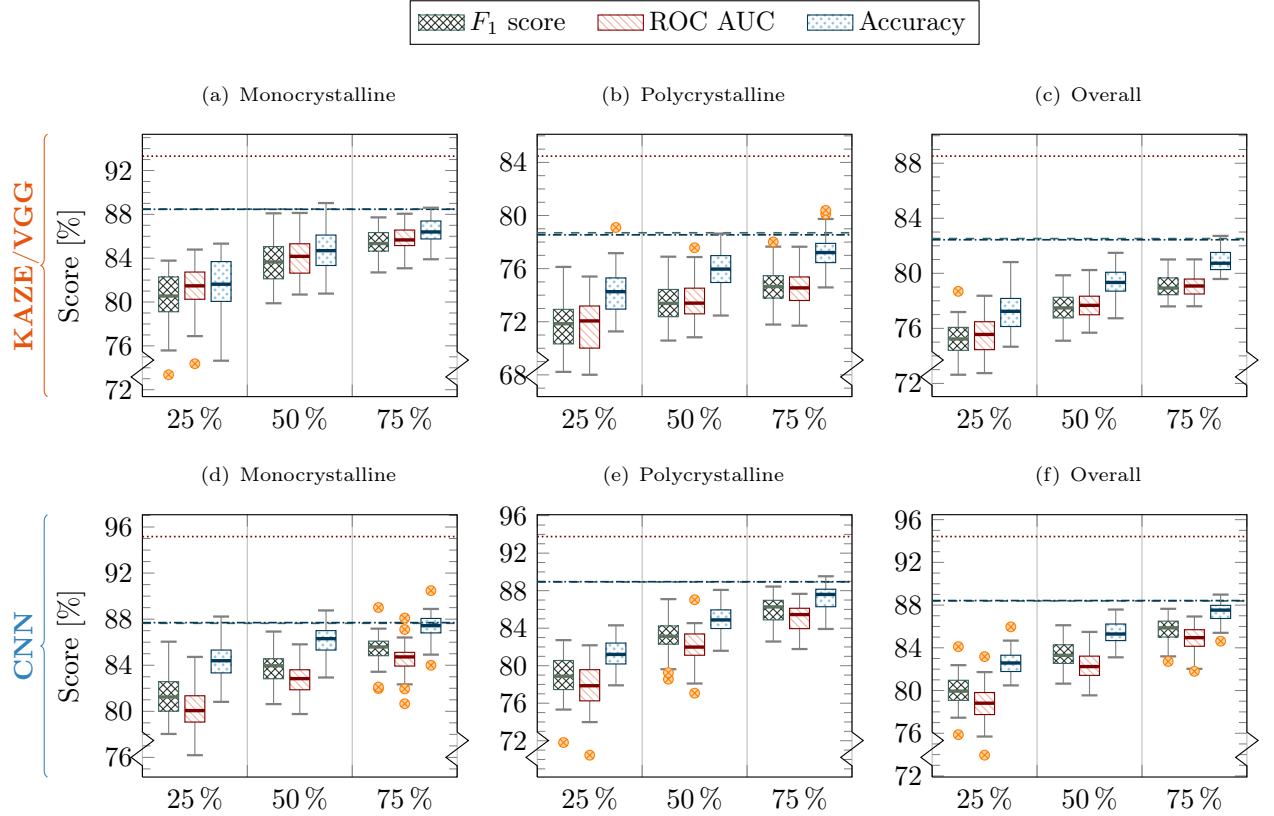 F1 score ROC AUC Accuracy
(a) Monocrystalline (b) Polycrystalline (c) Overall
KAZE/VGG
Score [%]
92
88
84
80
76
72
25 % 50 % 75 %
84
80
76
72
68
25 % 50 % 75 %
88
84
80
76
72
25 % 50 % 75 %
(d) Monocrystalline (e) Polycrystalline (f) Overall
CNN
Score [%]
96
92
88
84
80
76
25 % 50 % 75 %
96
92
88
84
80
76
72
25 % 50 % 75 %
96
92
88
84
80
76
72
25 % 50 % 75 %